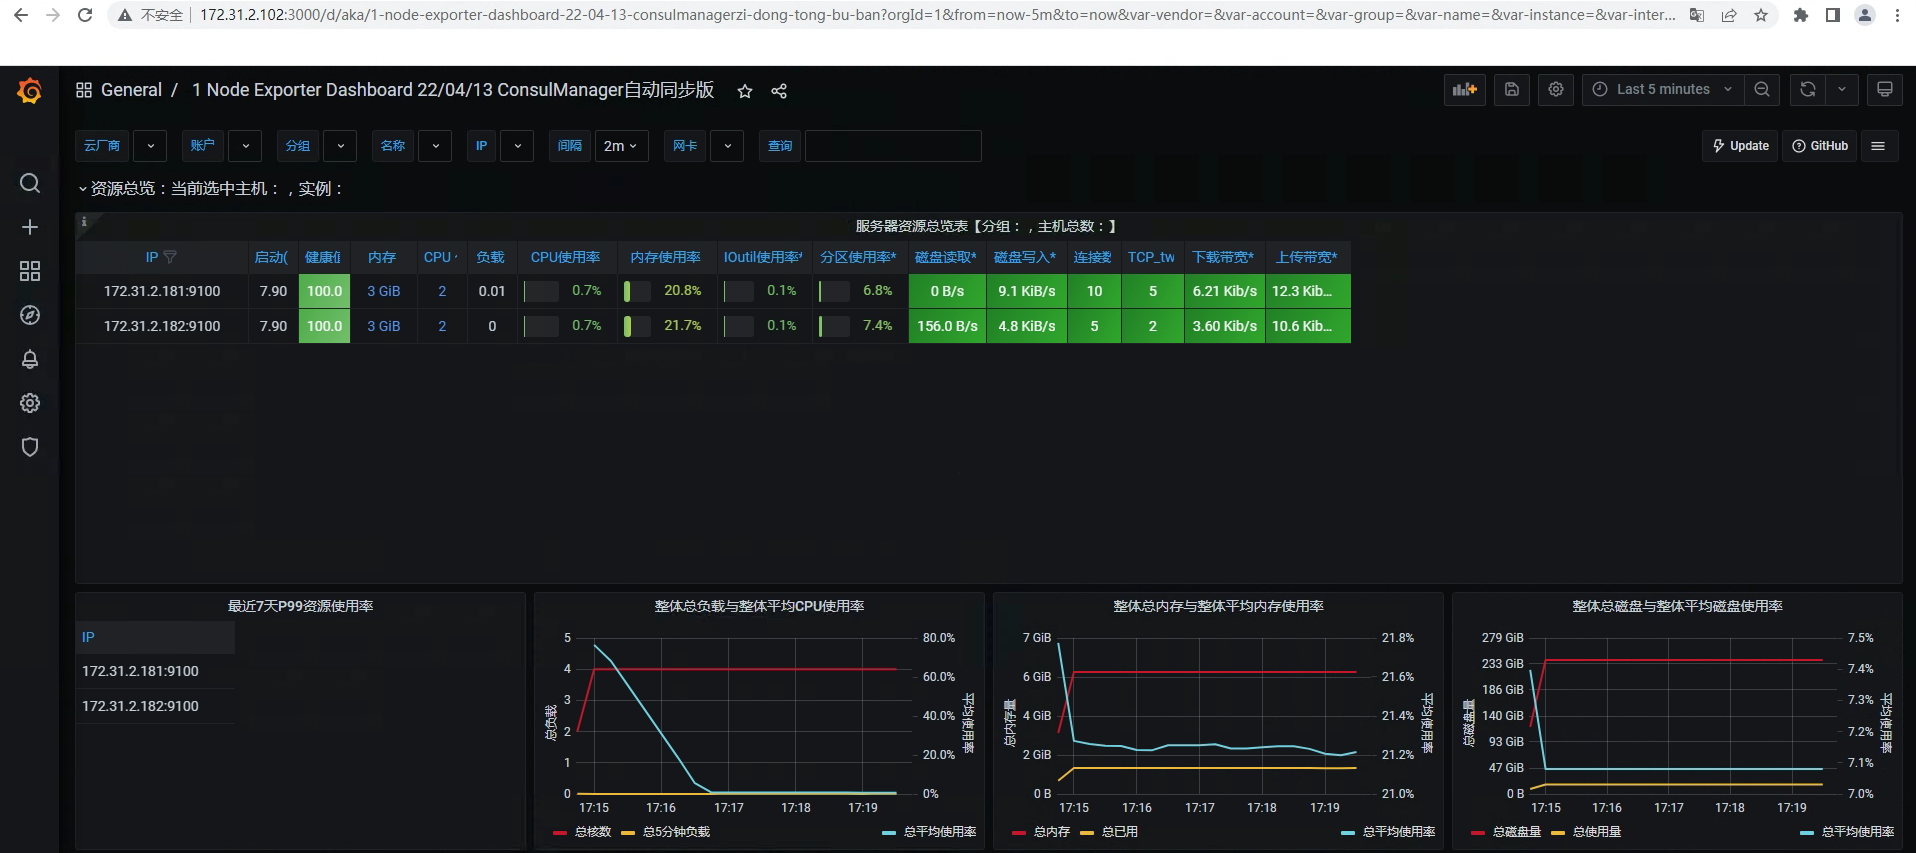 不安全 172.31.2.102:3000/d/aka/1-node-exporter-dashboard-22-04-13-consulmanagerzi-dong-tong-bu-ban?orgId=1&from=now-5m&to=now&var-vendor=&var-account=&var-group=&var-name=&var-instance=&var-inter...
General / 1 Node Exporter Dashboard 22/04/13 ConsulManager自动同步版
Last 5 minutes
云厂商 账户 分组 名称 IP 间隔 2m 网卡 查询
Update GitHub
资源总览：当前选中主机：，实例：
服务器资源总览表【分组：，主机总数：】
IP 启动( 健康值 内存 CPU 负载 CPU使用率 内存使用率 IOutil使用率* 分区使用率* 磁盘读取* 磁盘写入* 连接数 TCP_tw 下载带宽* 上传带宽*
172.31.2.181:9100 7.90 100.0 3 GiB 2 0.01 0.7% 20.8% 0.1% 6.8% 0 B/s 9.1 KiB/s 10 5 6.21 Kib/s 12.3 Kib...
172.31.2.182:9100 7.90 100.0 3 GiB 2 0 0.7% 21.7% 0.1% 7.4% 156.0 B/s 4.8 KiB/s 5 2 3.60 Kib/s 10.6 Kib...
最近7天P99资源使用率
IP
172.31.2.181:9100
172.31.2.182:9100
整体总负载与整体平均CPU使用率
5
4
3
2
1
0
总负载
80.0%
60.0%
40.0%
20.0%
0%
平均使用率
17:15 17:16 17:17 17:18 17:19
总核数 总5分钟负载 总平均使用率
整体总内存与整体平均内存使用率
7 GiB
6 GiB
4 GiB
2 GiB
0 B
总内存量
21.8%
21.6%
21.4%
21.2%
21.0%
平均使用率
17:15 17:16 17:17 17:18 17:19
总内存 总已用 总平均使用率
整体总磁盘与整体平均磁盘使用率
279 GiB
233 GiB
186 GiB
140 GiB
93 GiB
47 GiB
0 B
总磁盘量
7.5%
7.4%
7.3%
7.2%
7.1%
7.0%
平均使用率
17:15 17:16 17:17 17:18 17:19
总磁盘量 总使用量 总平均使用率